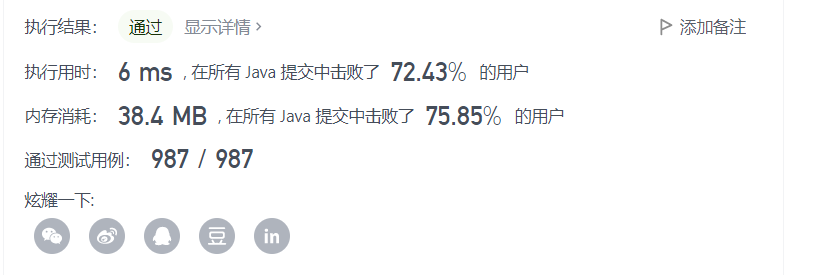 执行结果： 通过 显示详情 > 添加备注
执行用时： 6 ms , 在所有 Java 提交中击败了 72.43% 的用户
内存消耗： 38.4 MB , 在所有 Java 提交中击败了 75.85% 的用户
通过测试用例： 987 / 987
炫耀一下:
豆 in